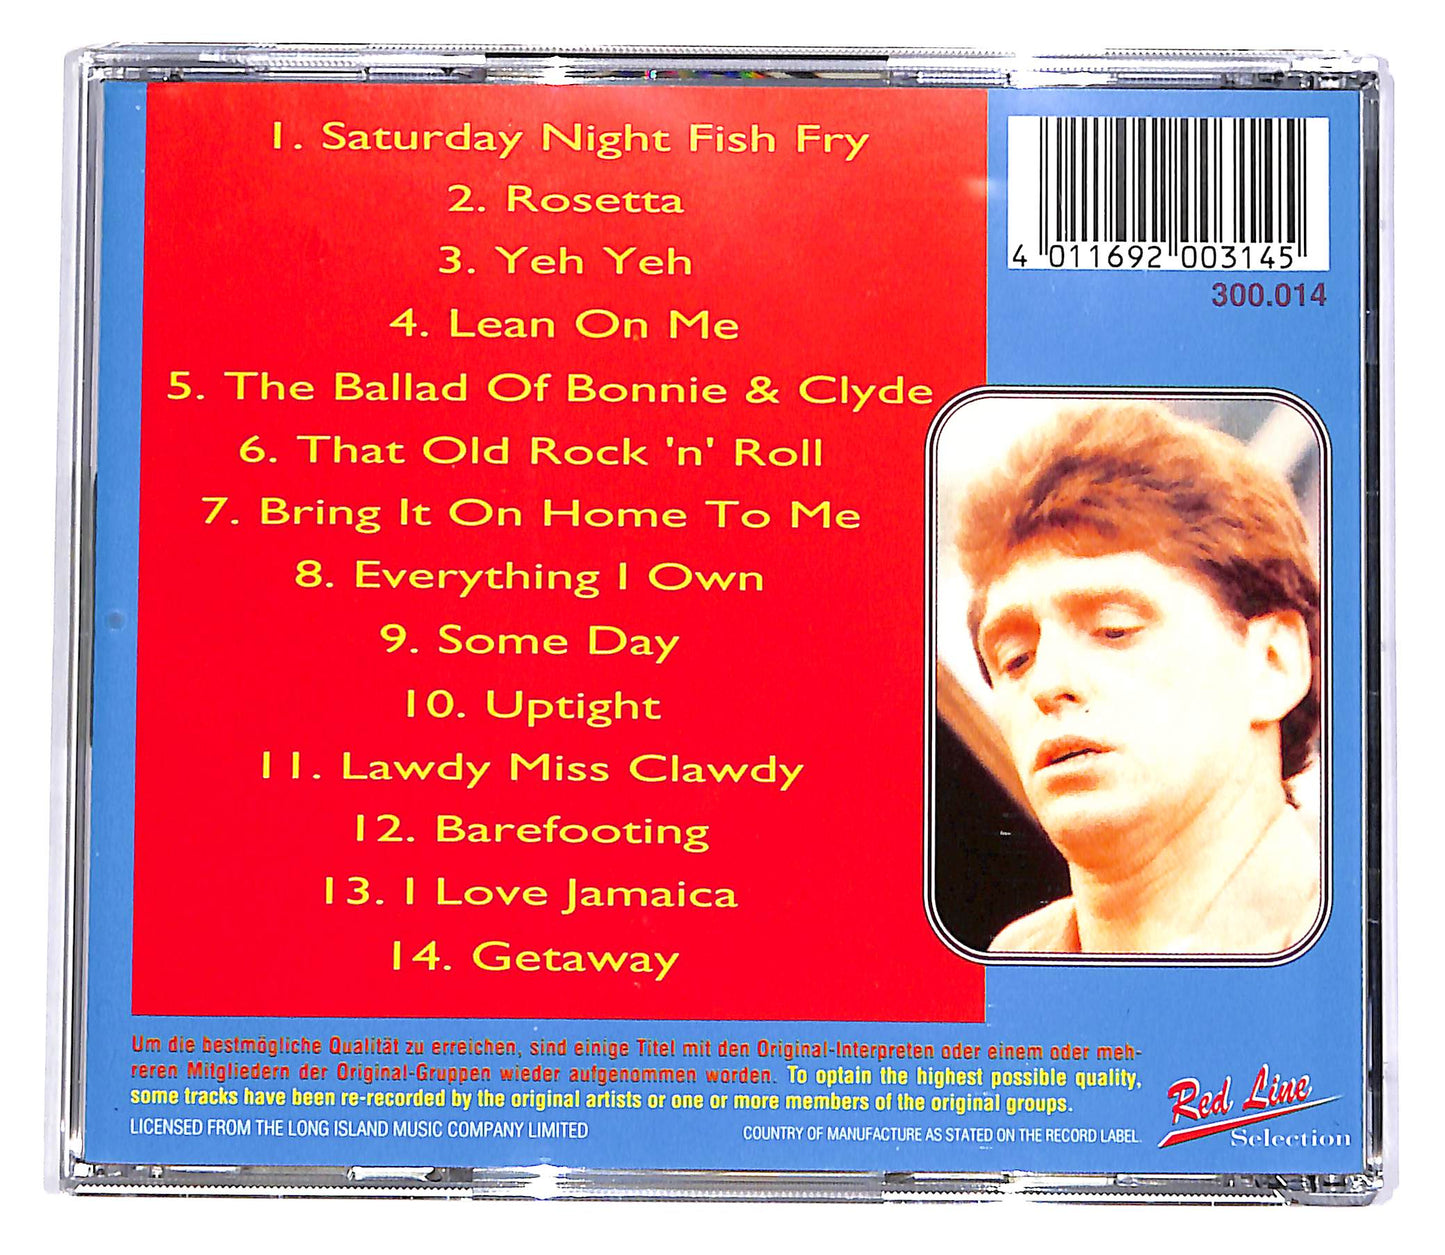 1. Saturday Night Fish Fry
2. Rosetta
3. Yeh Yeh
4. Lean On Me
5. The Ballad Of Bonnie & Clyde
6. That Old Rock 'n' Roll
7. Bring It On Home To Me
8. Everything I Own
9. Some Day
10. Uptight
11. Lawdy Miss Clawdy
12. Barefooting
13. I Love Jamaica
14. Getaway
4 011692 003145
300.014
Um die bestmögliche Qualität zu erreichen, sind einige Titel mit den Original-Interpreten oder einem oder meh-
reren Mitgliedern der Original-Gruppen wieder aufgenommen worden. To optain the highest possible quality,
some tracks have been re-recorded by the original artists or one or more members of the original groups.
LICENSED FROM THE LONG ISLAND MUSIC COMPANY LIMITED
COUNTRY OF MANUFACTURE AS STATED ON THE RECORD LABEL.
Red Line
Selection